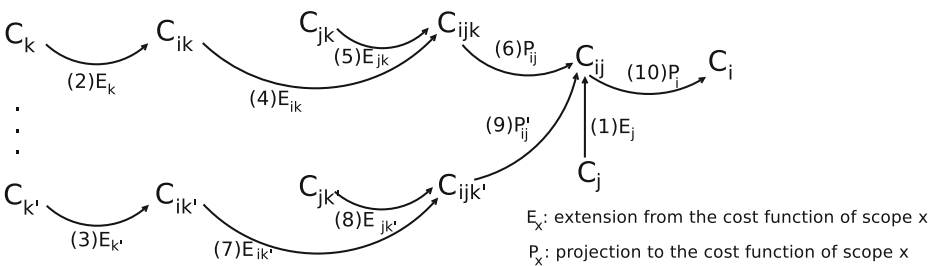 C_k
C_ik
C_jk
C_ijk
C_ij
C_i
(2)E_k
(4)E_ik
(5)E_jk
(6)P_ij
(10)P_i
(9)P_ij'
(1)E_j
C_j
C_k'
C_ik'
C_jk'
C_ijk'
(3)E_k'
(7)E_ik'
(8)E_jk'
E_x: extension from the cost function of scope x
P_x: projection to the cost function of scope x